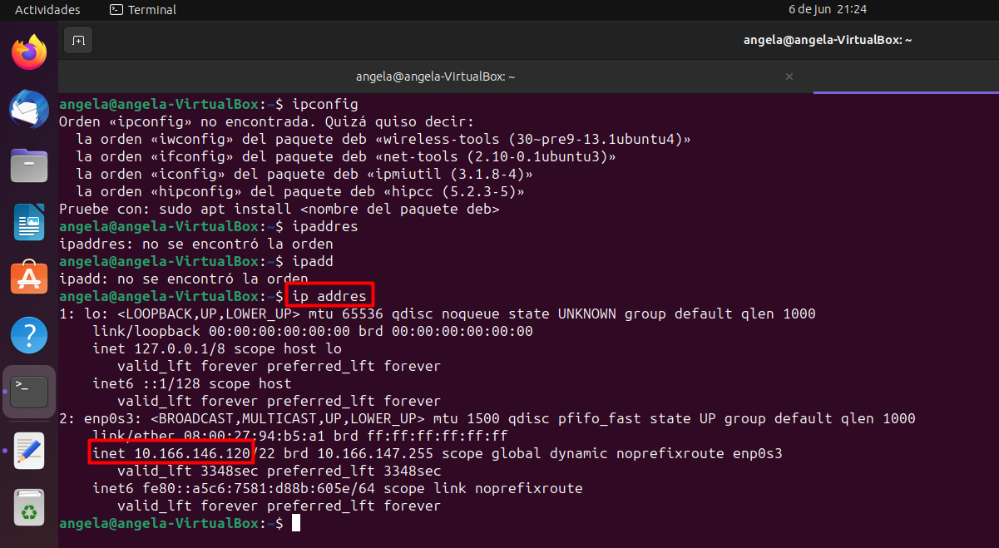 Actividades
Terminal
6 de jun 21:24
angela@angela-VirtualBox: ~
angela@angela-VirtualBox: ~
angela@angela-VirtualBox:~$ ipconfig
Orden «ipconfig» no encontrada. Quizá quiso decir:
  la orden «iwconfig» del paquete deb «wireless-tools (30~pre9-13.1ubuntu4)»
  la orden «ifconfig» del paquete deb «net-tools (2.10-0.1ubuntu3)»
  la orden «iconfig» del paquete deb «ipmiutil (3.1.8-4)»
  la orden «hipconfig» del paquete deb «hipcc (5.2.3-5)»
Pruebe con: sudo apt install <nombre del paquete deb>
angela@angela-VirtualBox:~$ ipaddres
ipaddres: no se encontró la orden
angela@angela-VirtualBox:~$ ipadd
ipadd: no se encontró la orden
angela@angela-VirtualBox:~$ ip addres
1: lo: <LOOPBACK,UP,LOWER_UP> mtu 65536 qdisc noqueue state UNKNOWN group default qlen 1000
    link/loopback 00:00:00:00:00:00 brd 00:00:00:00:00:00
    inet 127.0.0.1/8 scope host lo
       valid_lft forever preferred_lft forever
    inet6 ::1/128 scope host
       valid_lft forever preferred_lft forever
2: enp0s3: <BROADCAST,MULTICAST,UP,LOWER_UP> mtu 1500 qdisc pfifo_fast state UP group default qlen 1000
    link/ether 08:00:27:94:b5:a1 brd ff:ff:ff:ff:ff:ff
    inet 10.166.146.120/22 brd 10.166.147.255 scope global dynamic noprefixroute enp0s3
       valid_lft 3348sec preferred_lft 3348sec
    inet6 fe80::a5c6:7581:d88b:605e/64 scope link noprefixroute
       valid_lft forever preferred_lft forever
angela@angela-VirtualBox:~$